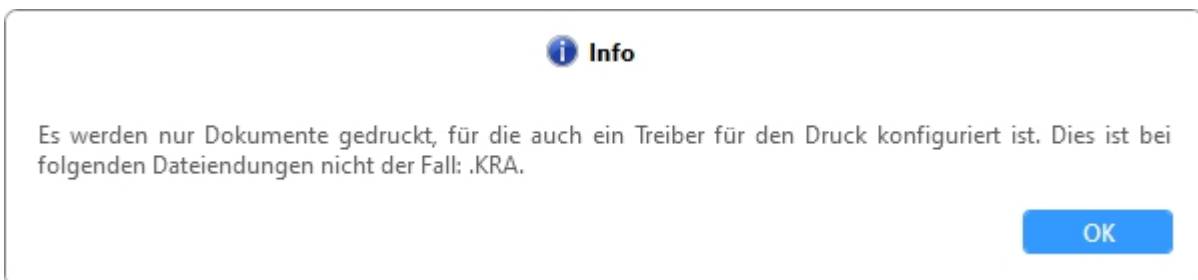 Info
Es werden nur Dokumente gedruckt, für die auch ein Treiber für den Druck konfiguriert ist. Dies ist bei
folgenden Dateiendungen nicht der Fall: .KRA.
OK